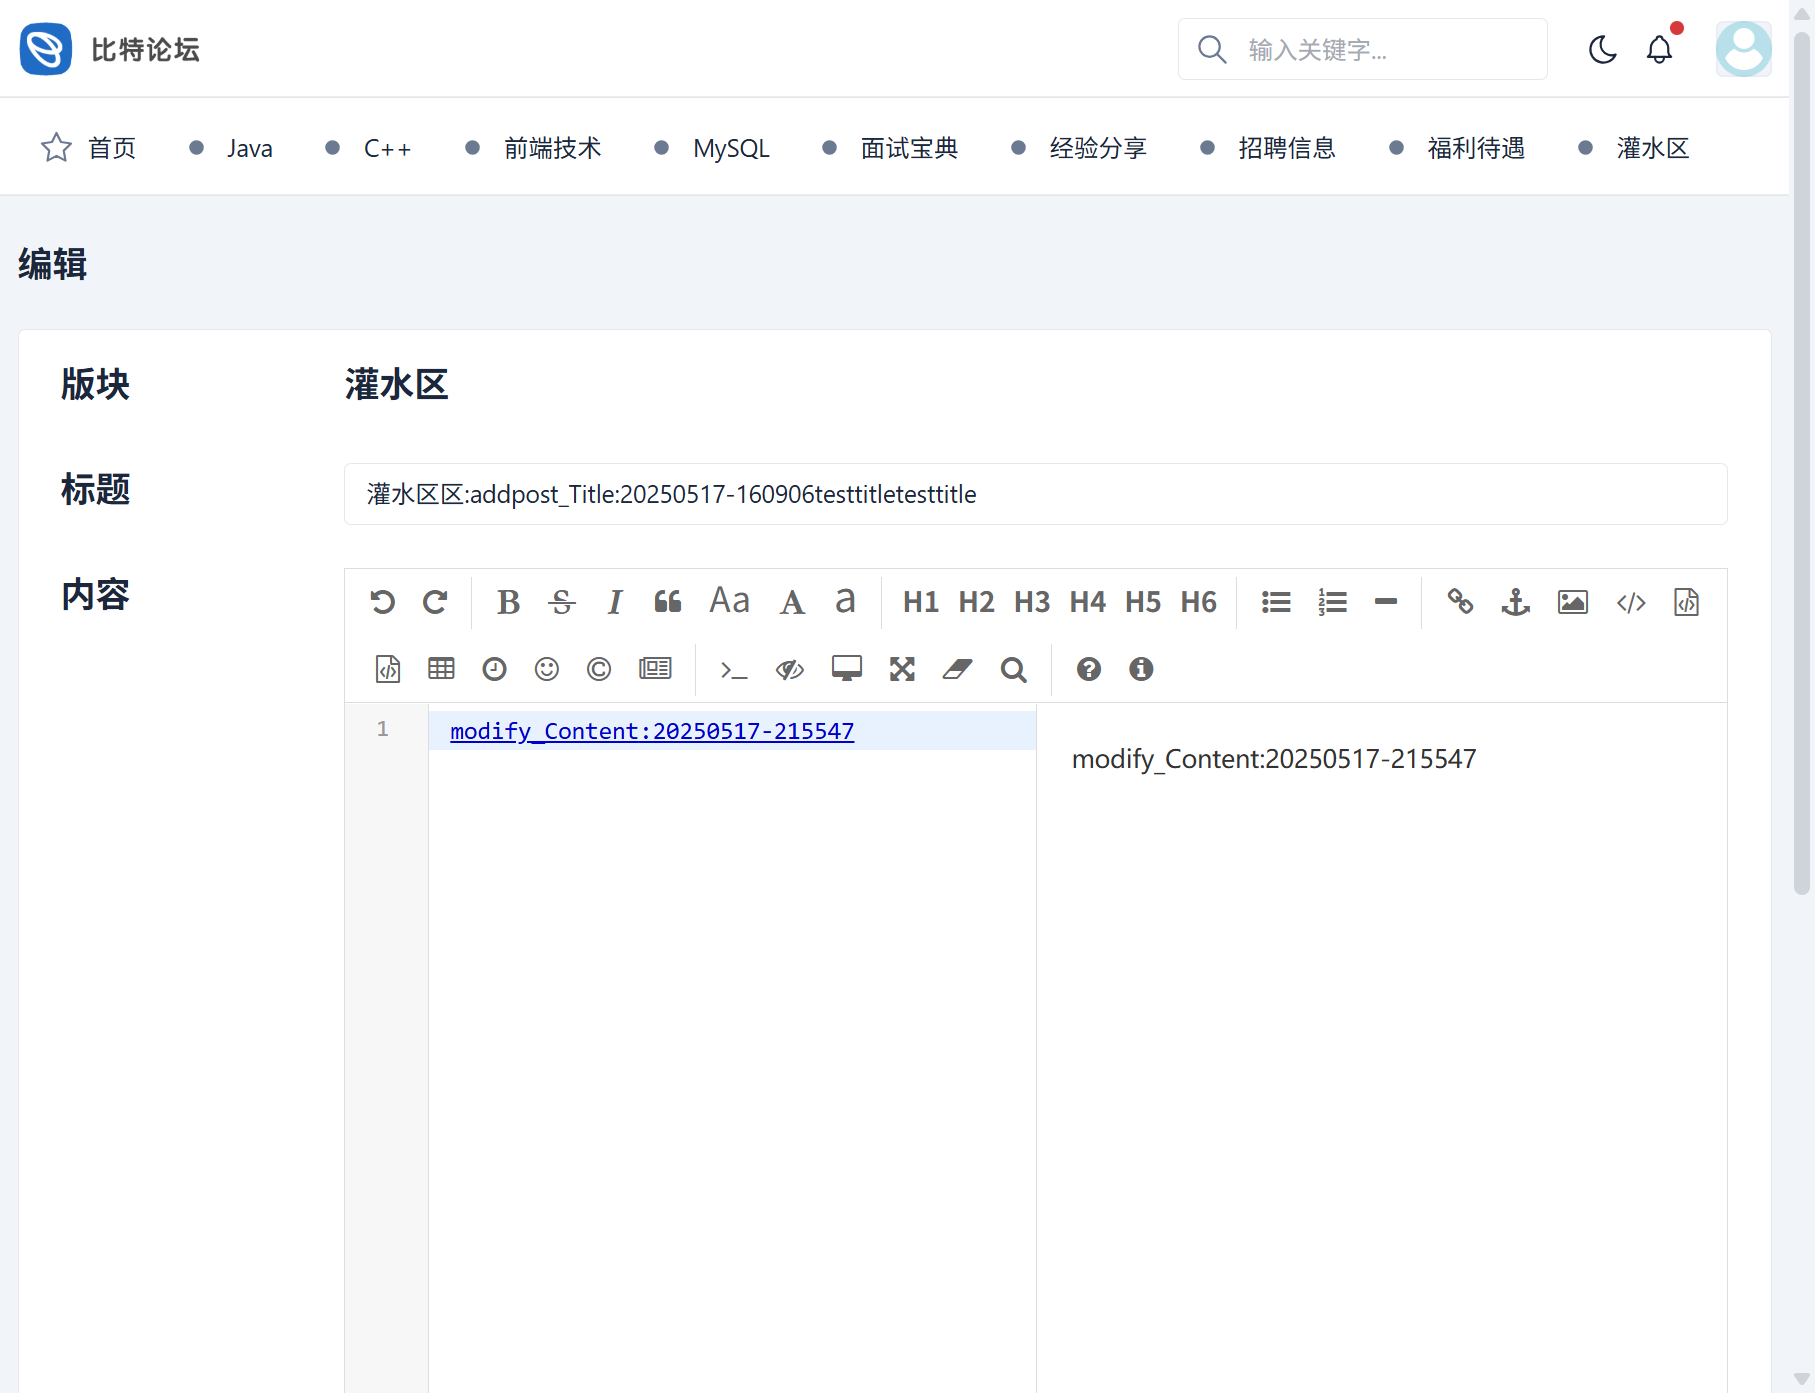 比特论坛
输入关键字...
首页 Java C++ 前端技术 MySQL 面试宝典 经验分享 招聘信息 福利待遇 灌水区
编辑
版块 灌水区
标题 灌水区区:addpost_Title:20250517-160906testtitletesttitle
内容
B S I Aa A a H1 H2 H3 H4 H5 H6
1 modify_Content:20250517-215547
modify_Content:20250517-215547